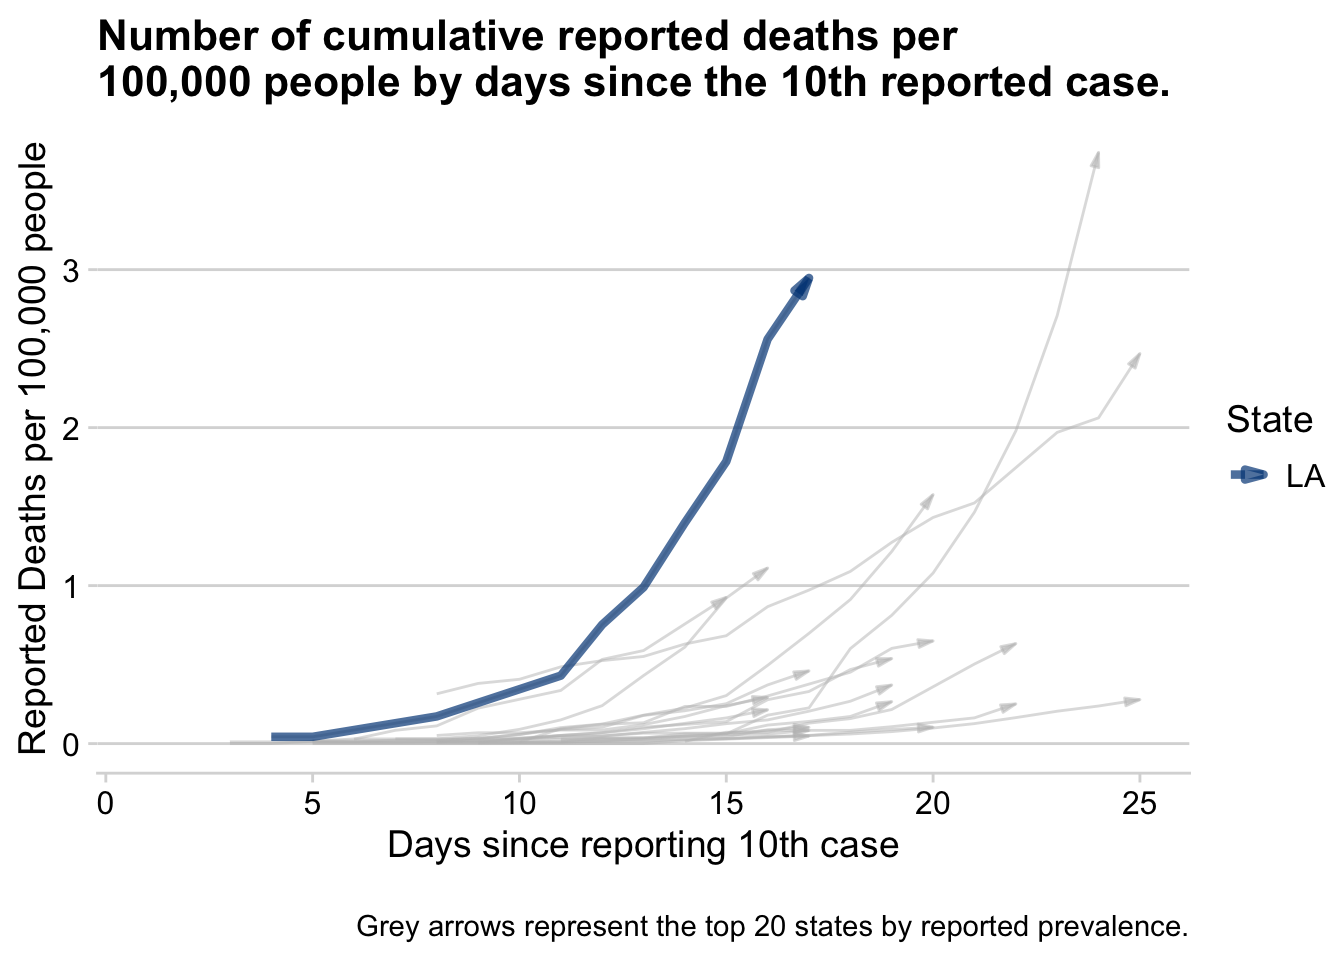 Number of cumulative reported deaths per
100,000 people by days since the 10th reported case.
Reported Deaths per 100,000 people
3
2
1
0
0 5 10 15 20 25
Days since reporting 10th case
State
LA
Grey arrows represent the top 20 states by reported prevalence.